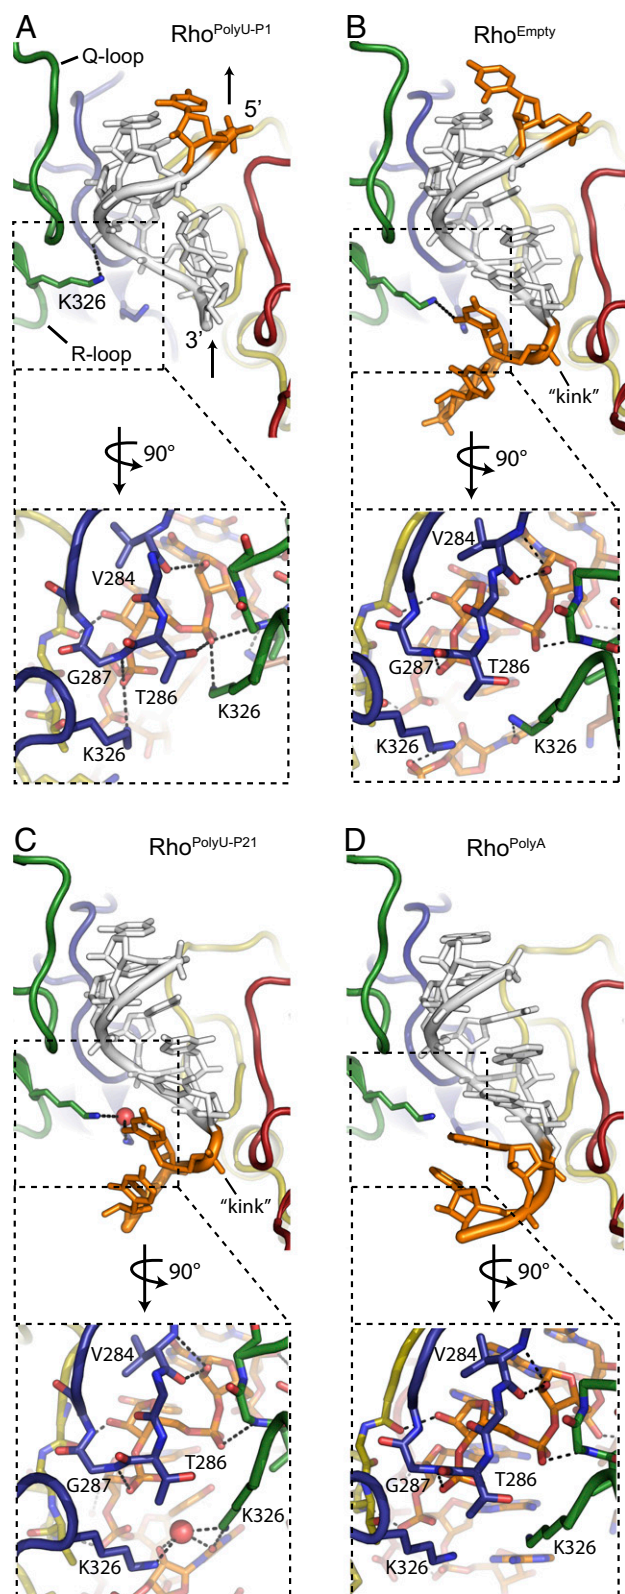 A
Rho^PolyU-P1
Q-loop
5'
K326
R-loop
3'
90°
V284
G287
T286
K326
K326
B
Rho^Empty
"kink"
90°
V284
G287
T286
K326
K326
C
Rho^PolyU-P21
"kink"
90°
V284
T286
G287
K326
K326
D
Rho^PolyA
90°
V284
T286
G287
K326
K326